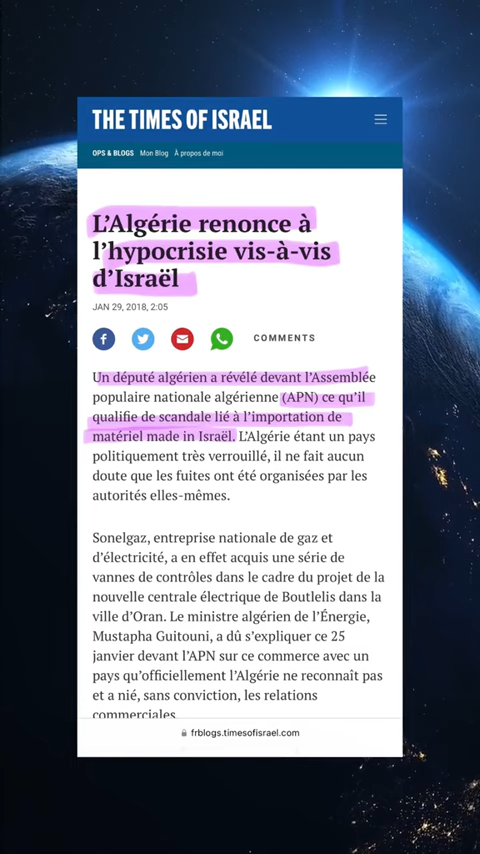 THE TIMES OF ISRAEL
OPS & BLOGS Mon Blog À propos de moi
L'Algérie renonce à
l'hypocrisie vis-à-vis
d'Israël
JAN 29, 2018, 2:05
COMMENTS
Un député algérien a révélé devant l'Assemblée
populaire nationale algérienne (APN) ce qu'il
qualifie de scandale lié à l'importation de
matériel made in Israël. L'Algérie étant un pays
politiquement très verrouillé, il ne fait aucun
doute que les fuites ont été organisées par les
autorités elles-mêmes.
Sonelgaz, entreprise nationale de gaz et
d'électricité, a en effet acquis une série de
vannes de contrôles dans le cadre du projet de la
nouvelle centrale électrique de Boutlelis dans la
ville d'Oran. Le ministre algérien de l'Énergie,
Mustapha Guitouni, a dû s'expliquer ce 25
janvier devant l'APN sur ce commerce avec un
pays qu'officiellement l'Algérie ne reconnaît pas
et a nié, sans conviction, les relations
commerciales
frblogs.timesofisrael.com